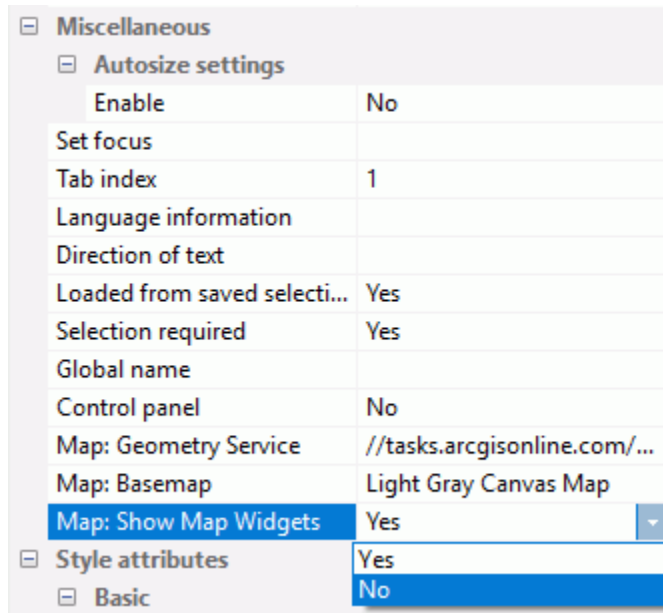 Miscellaneous
Autosize settings
Enable No
Set focus
Tab index 1
Language information
Direction of text
Loaded from saved selecti... Yes
Selection required Yes
Global name
Control panel No
Map: Geometry Service //tasks.arcgisonline.com/...
Map: Basemap Light Gray Canvas Map
Map: Show Map Widgets Yes
Style attributes Yes
Basic No